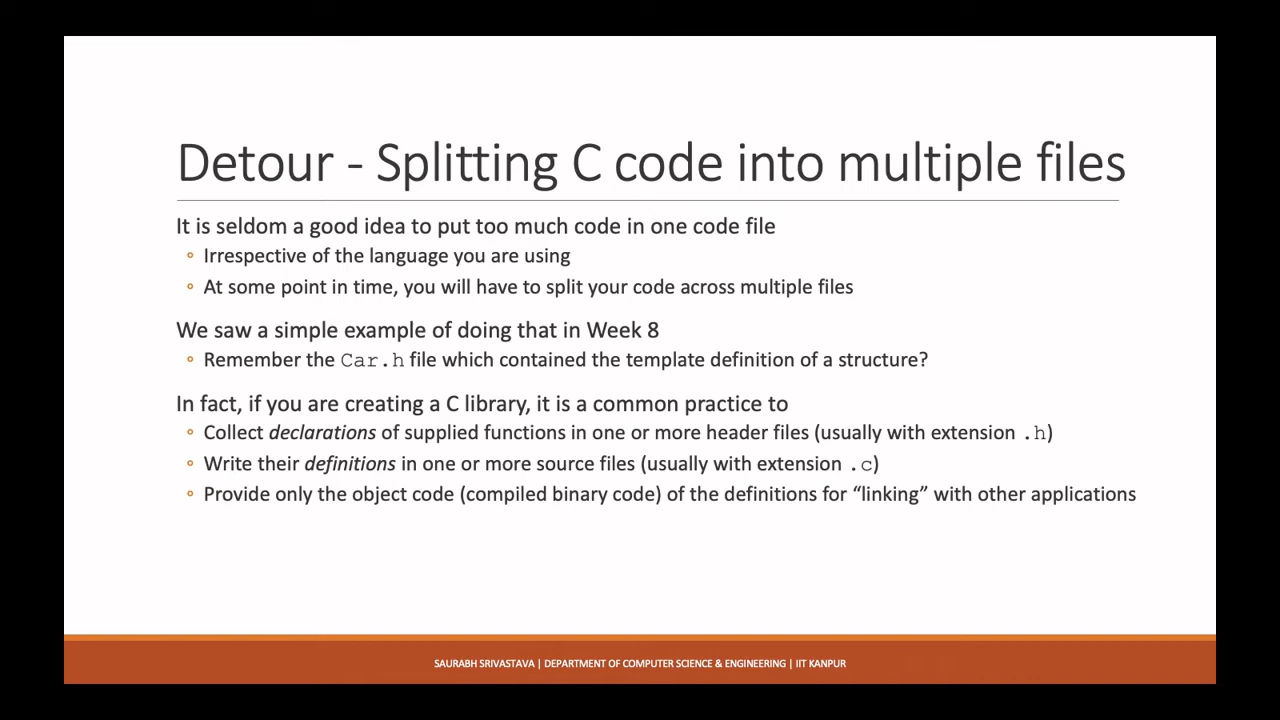 Detour - Splitting C code into multiple files
It is seldom a good idea to put too much code in one code file
◦ Irrespective of the language you are using
◦ At some point in time, you will have to split your code across multiple files
We saw a simple example of doing that in Week 8
◦ Remember the Car.h file which contained the template definition of a structure?
In fact, if you are creating a C library, it is a common practice to
◦ Collect declarations of supplied functions in one or more header files (usually with extension .h)
◦ Write their definitions in one or more source files (usually with extension .c)
◦ Provide only the object code (compiled binary code) of the definitions for “linking” with other applications
SAURABH SRIVASTAVA | DEPARTMENT OF COMPUTER SCIENCE & ENGINEERING | IIT KANPUR